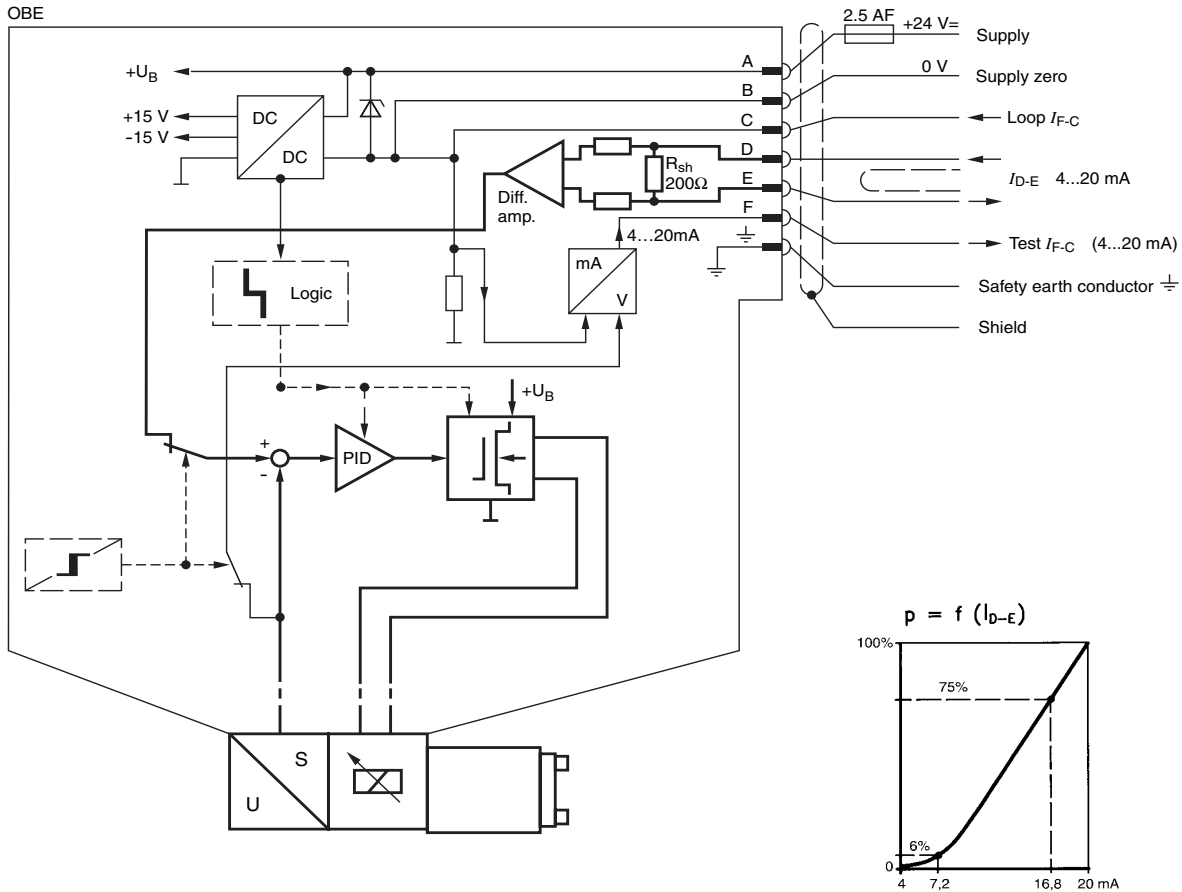 OBE
2.5 AF
+24 V=
Supply
A
+U_B
0 V
Supply zero
B
+15 V
DC
C
Loop I_F-C
-15 V
DC
D
R_sh
200Ω
E
I_D-E 4...20 mA
Diff.
amp.
F
4...20mA
Test I_F-C (4...20 mA)
mA
V
Logic
Safety earth conductor
Shield
+U_B
+
-
PID
S
U
p = f (I_D-E)
100%
75%
6%
0
4
7,2
16,8
20 mA